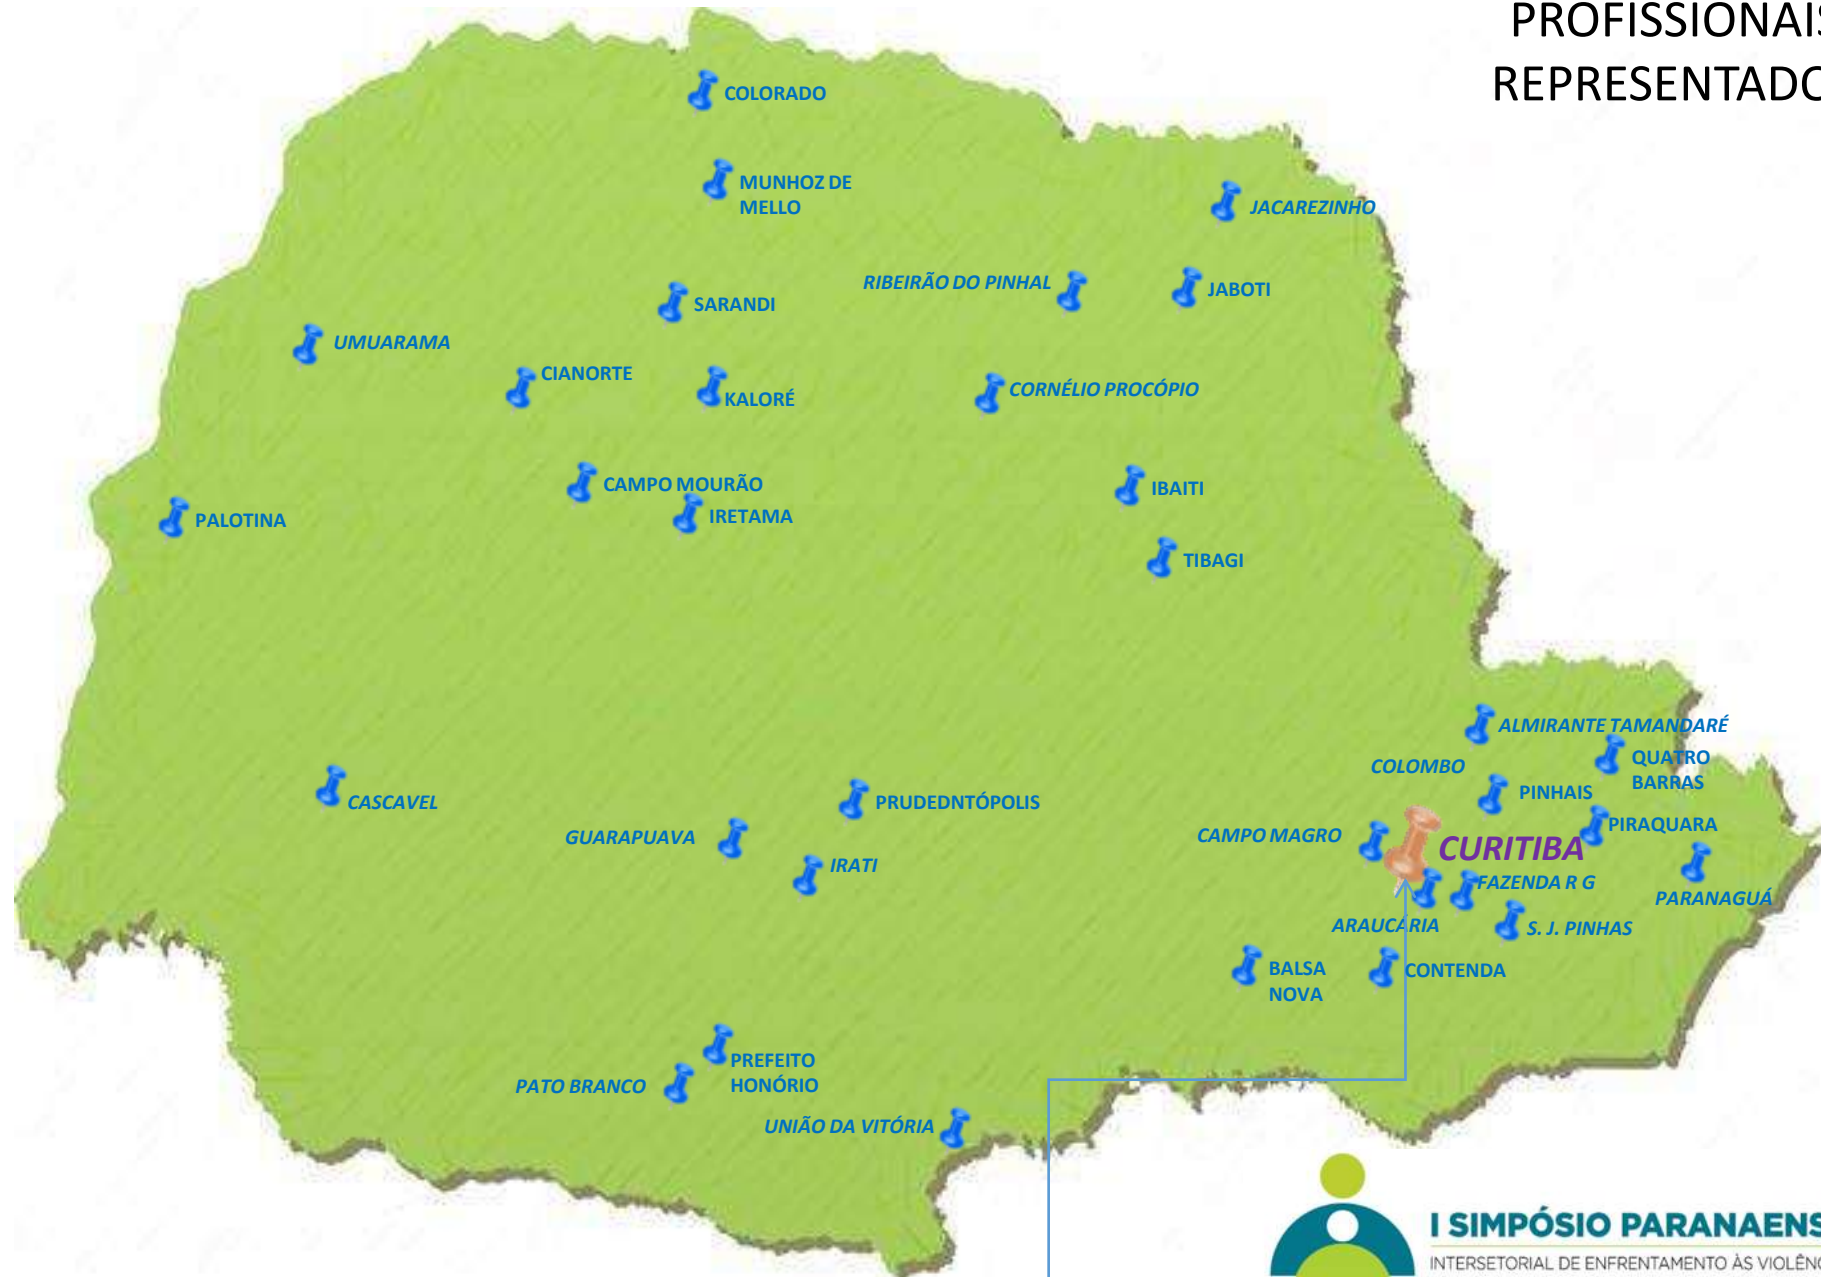 PROFISSIONAIS
REPRESENTADO
COLORADO
MUNHOZ DE
MELLO
JACAREZINHO
RIBEIRÃO DO PINHAL
JABOTI
SARANDI
UMUARAMA
CIANORTE
KALORÉ
CORNÉLIO PROCÓPIO
CAMPO MOURÃO
IBAITI
PALOTINA
IRETAMA
TIBAGI
ALMIRANTE TAMANDARÉ
COLOMBO
QUATRO
BARRAS
PINHAIS
CASCAVEL
PRUDEDNTÓPOLIS
GUARAPUAVA
CAMPO MAGRO
PIRAQUARA
CURITIBA
IRATI
FAZENDA R G
PARANAGUÁ
ARAUCÁRIA
S. J. PINHAS
BALSA
NOVA
CONTENDA
PREFEITO
HONÓRIO
PATO BRANCO
UNIÃO DA VITÓRIA
I SIMPÓSIO PARANAENS
INTERSETORIAL DE ENFRENTAMENTO ÀS VIOLÊNC